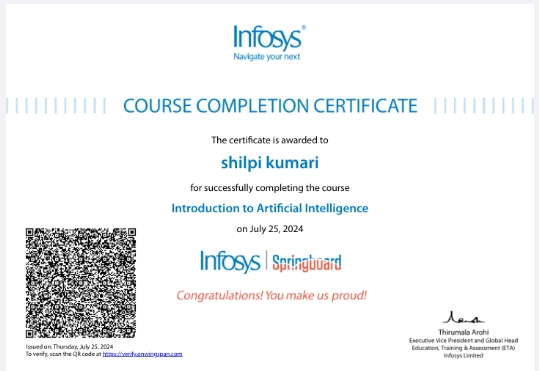 Infosys®
Navigate your next
COURSE COMPLETION CERTIFICATE
The certificate is awarded to
shilpi kumari
for successfully completing the course
Introduction to Artificial Intelligence
on July 25, 2024
Infosys | Springboard
Congratulations! You make us proud!
Issued on: Thursday, July 25, 2024
To verify, scan the QR code at https://verify.onwingspan.com
Thirumala Arohi
Executive Vice President and Global Head
Education, Training & Assessment (ETA)
Infosys Limited